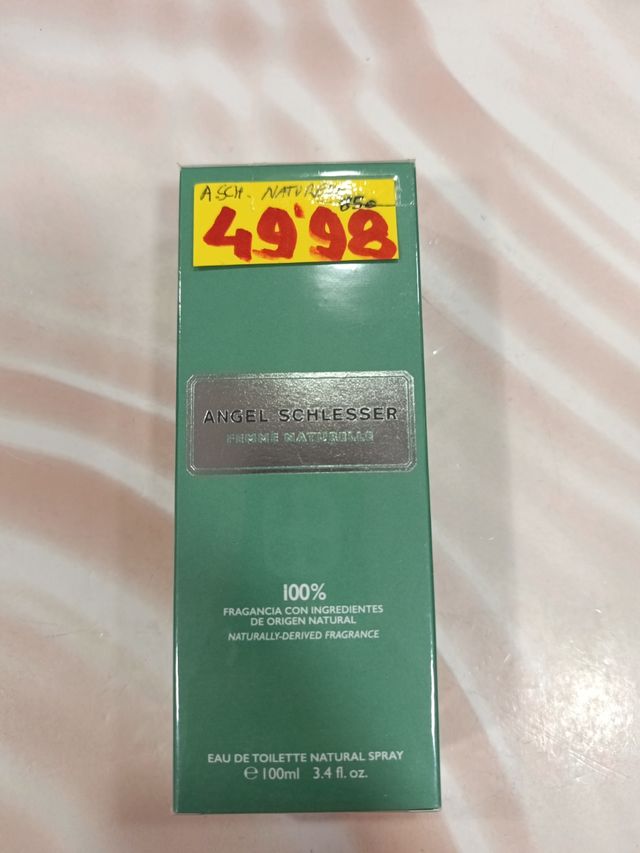 A SCH. NATURELLE
85€
49'98
ANGEL SCHLESSER
FEMME NATURELLE
100%
FRAGANCIA CON INGREDIENTES
DE ORIGEN NATURAL
NATURALLY-DERIVED FRAGRANCE
EAU DE TOILETTE NATURAL SPRAY
℮ 100ml 3.4 fl. oz.